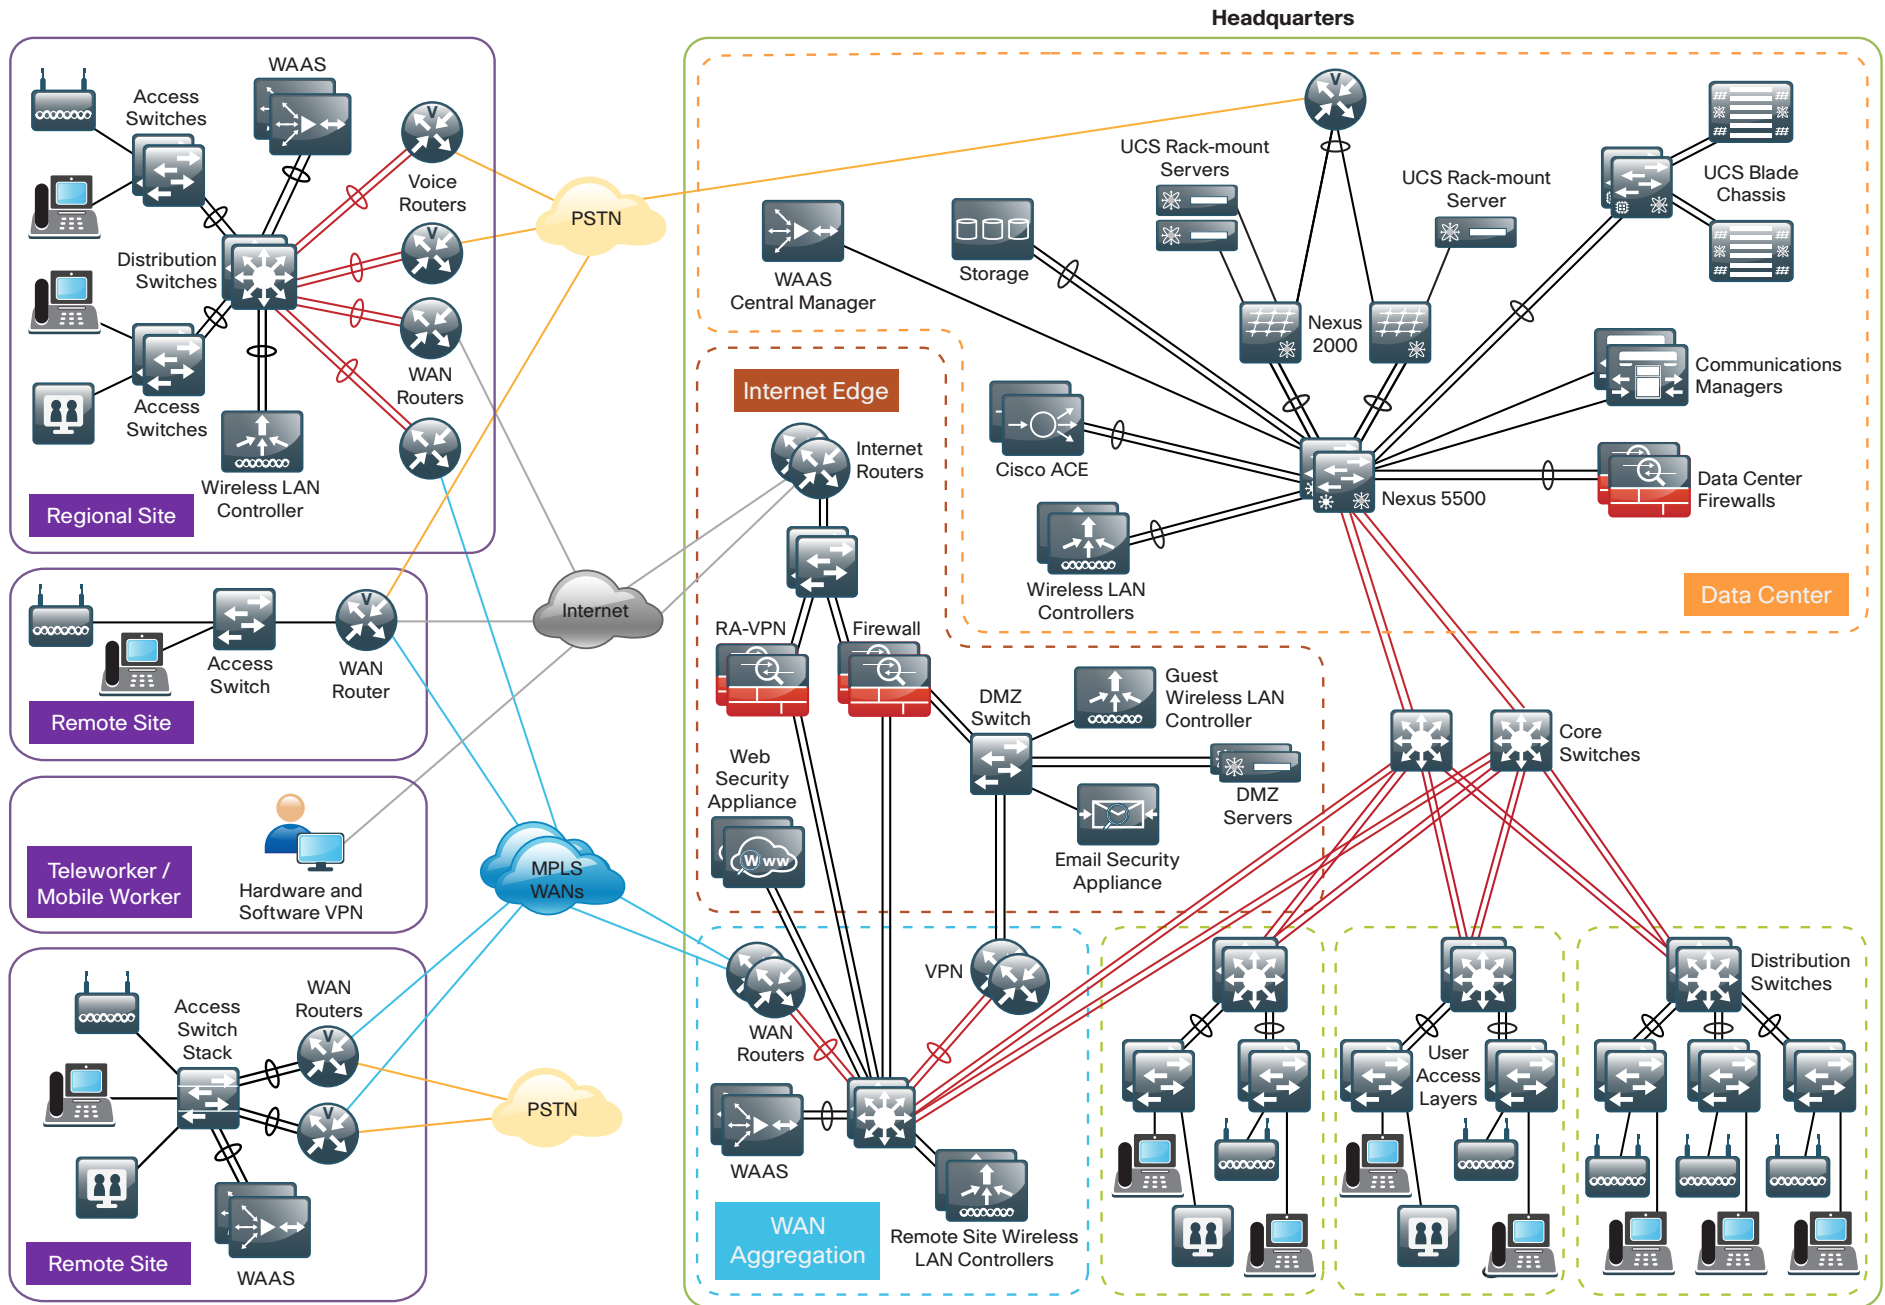 Headquarters
WAAS
Access
Switches
V
Voice
Routers
V
Distribution
Switches
WAN
Routers
Access
Switches
Wireless LAN
Controller
Regional Site
PSTN
V
UCS Rack-mount
Servers
UCS Rack-mount
Server
UCS Blade
Chassis
WAAS
Central Manager
Storage
Nexus
2000
Communications
Managers
Internet Edge
Internet
Routers
Cisco ACE
Nexus 5500
Data Center
Firewalls
Wireless LAN
Controllers
Data Center
V
Access
Switch
WAN
Router
Remote Site
Internet
RA-VPN
Firewall
DMZ
Switch
Guest
Wireless LAN
Controller
Core
Switches
Web
Security
Appliance
www
DMZ
Servers
Email Security
Appliance
Teleworker /
Mobile Worker
Hardware and
Software VPN
MPLS
WANs
Access
Switch
Stack
WAN
Routers
V
V
PSTN
WAAS
Remote Site
WAN
Routers
VPN
WAAS
Remote Site Wireless
LAN Controllers
WAN
Aggregation
Distribution
Switches
User
Access
Layers